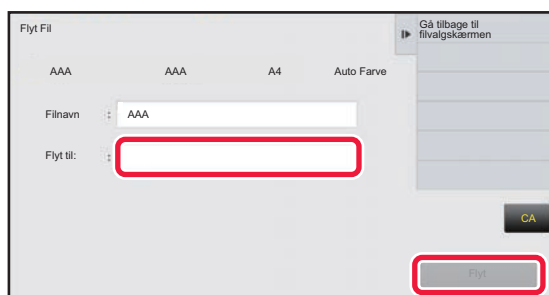 Flyt Fil
Gå tilbage til
filvalgskærmen
AAA AAA A4 Auto Farve
Filnavn : AAA
Flyt til: :
CA
Flyt